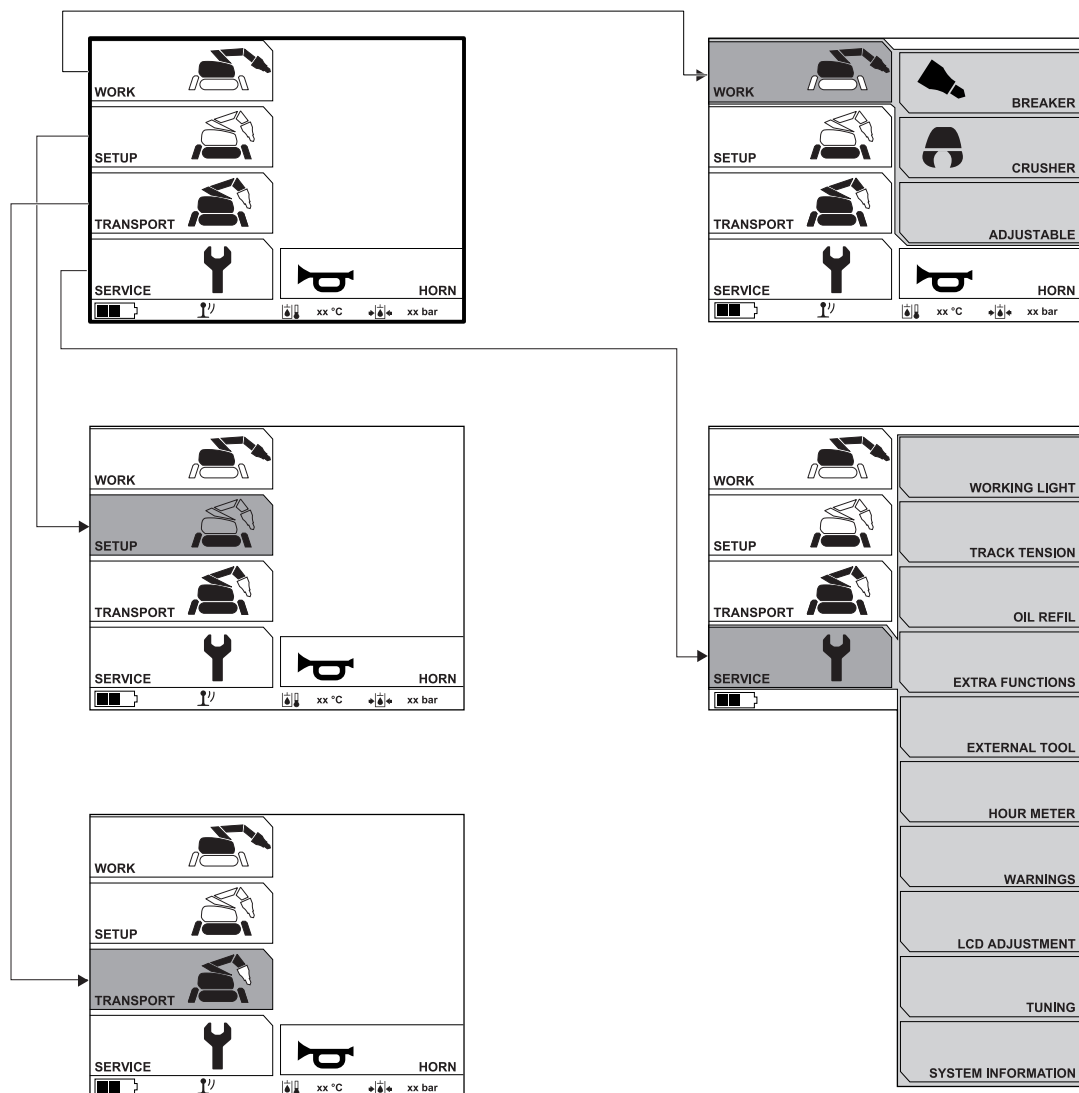 WORK
SETUP
TRANSPORT
SERVICE
HORN
xx °C
xx bar
WORK
BREAKER
SETUP
CRUSHER
TRANSPORT
ADJUSTABLE
SERVICE
HORN
xx °C
xx bar
WORK
SETUP
TRANSPORT
SERVICE
HORN
xx °C
xx bar
WORK
WORKING LIGHT
SETUP
TRACK TENSION
TRANSPORT
OIL REFIL
SERVICE
EXTRA FUNCTIONS
EXTERNAL TOOL
HOUR METER
WARNINGS
LCD ADJUSTMENT
TUNING
SYSTEM INFORMATION
WORK
SETUP
TRANSPORT
SERVICE
HORN
xx °C
xx bar